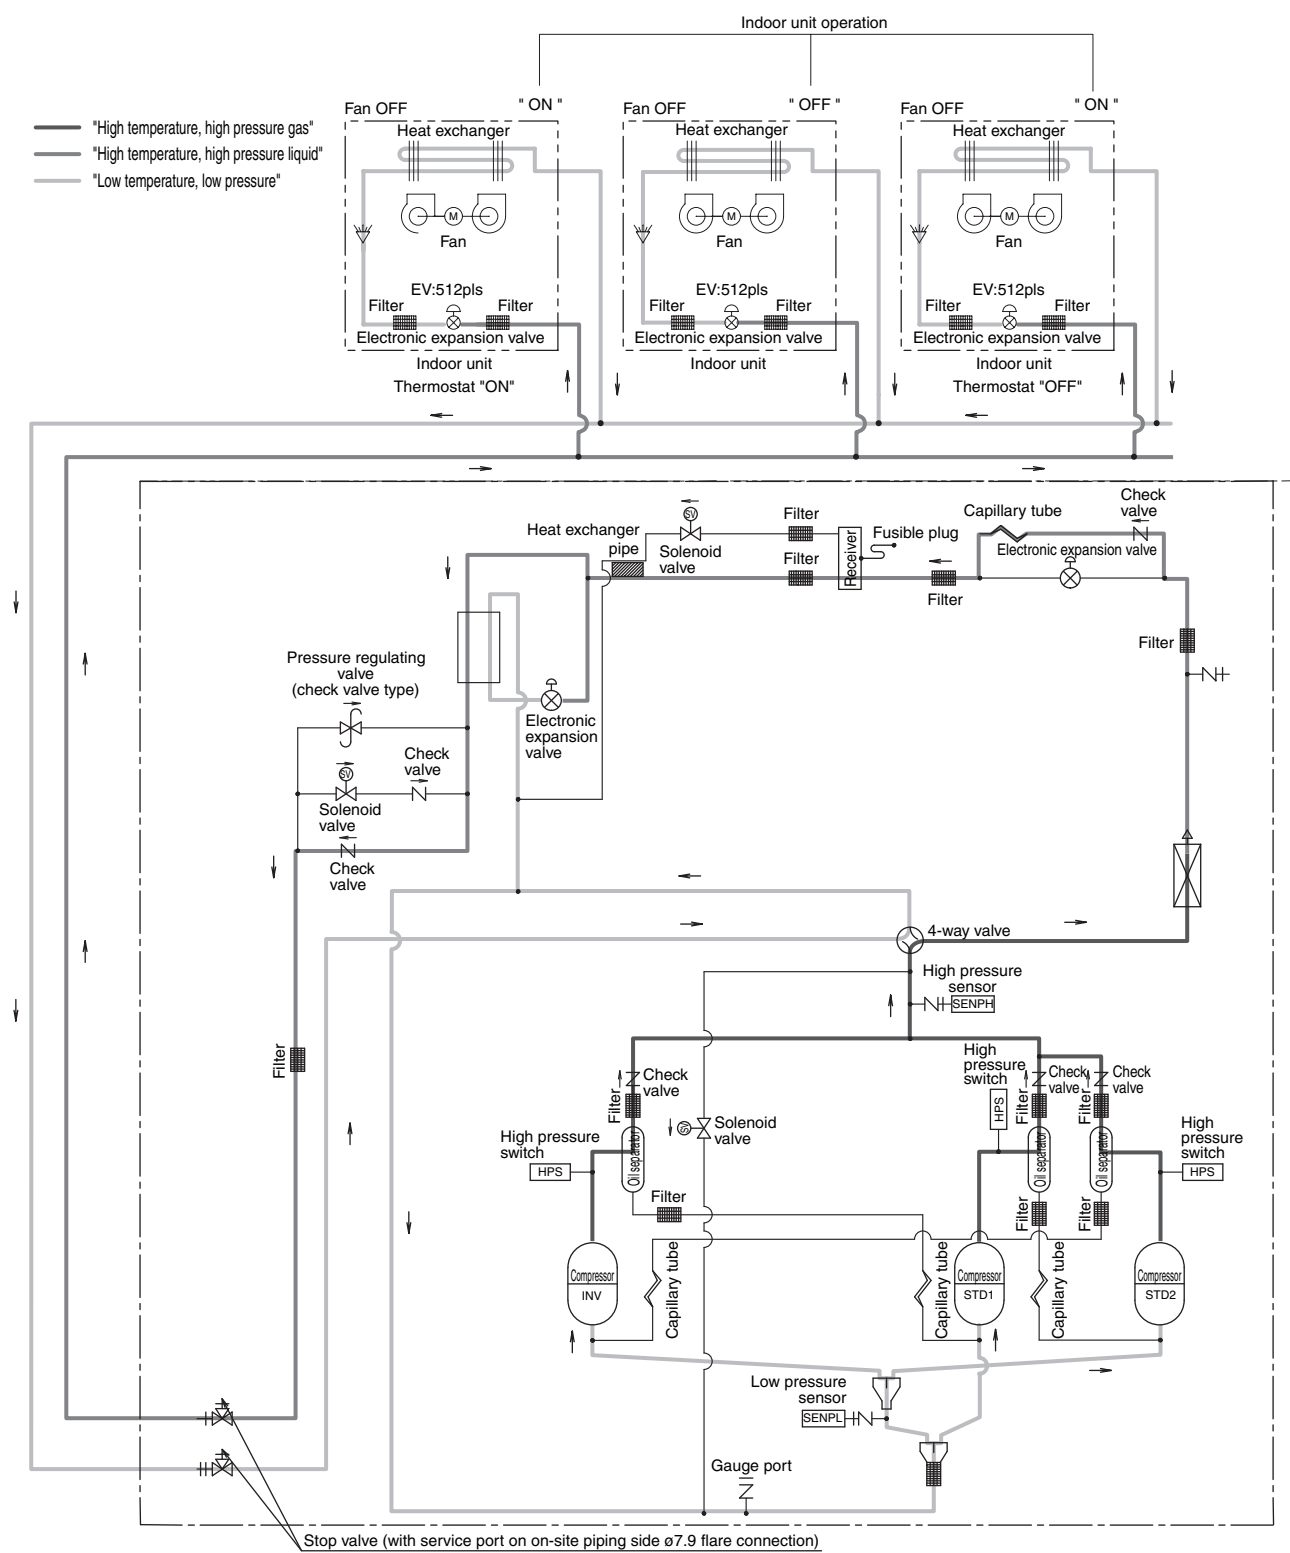 Indoor unit operation
Fan OFF
" ON "
Fan OFF
" OFF "
Fan OFF
" ON "
"High temperature, high pressure gas"
"High temperature, high pressure liquid"
"Low temperature, low pressure"
Heat exchanger
Heat exchanger
Heat exchanger
M
M
M
Fan
Fan
Fan
EV:512pls
EV:512pls
EV:512pls
Filter
Filter
Filter
Filter
Filter
Filter
Electronic expansion valve
Electronic expansion valve
Electronic expansion valve
Indoor unit
Thermostat "ON"
Indoor unit
Indoor unit
Thermostat "OFF"
Heat exchanger
pipe
SV
Solenoid
valve
Filter
Filter
Receiver
Fusible plug
Filter
Capillary tube
Check
valve
Electronic expansion valve
Filter
Pressure regulating
valve
(check valve type)
Electronic
expansion
valve
SV
Solenoid
valve
Check
valve
Check
valve
4-way valve
High pressure
sensor
SENPH
Filter
High
pressure
switch
HPS
Filter
Check
valve
Filter
Check
valve
Filter
Check
valve
SV
Solenoid
valve
High pressure
switch
HPS
Oil separator
Oil separator
Oil separator
High
pressure
switch
HPS
Filter
Filter
Filter
Compressor
INV
Capillary tube
Capillary tube
Compressor
STD1
Capillary tube
Compressor
STD2
Low pressure
sensor
SENPL
Gauge port
Stop valve (with service port on on-site piping side ø7.9 flare connection)